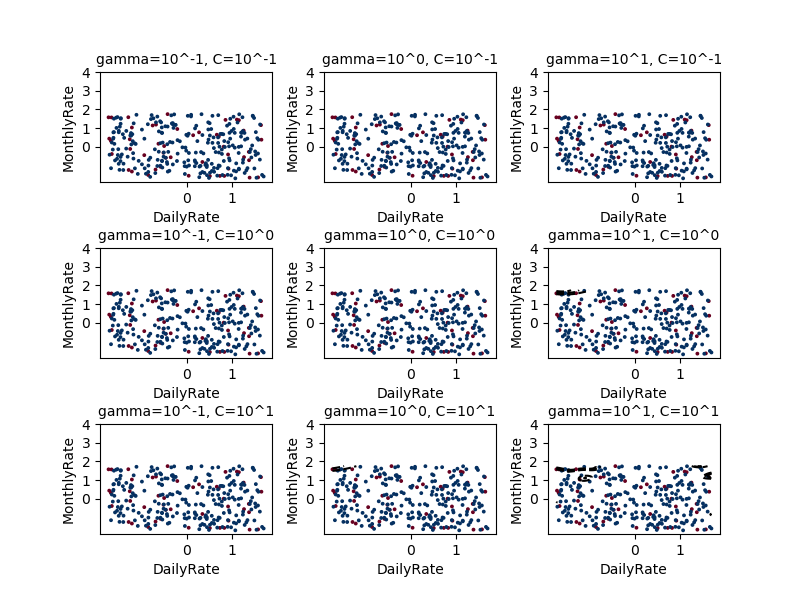 gamma=10^-1, C=10^-1 gamma=10^0, C=10^-1 gamma=10^1, C=10^-1
4 4 4
3 3 3
2 2 2
1 1 1
0 0 0
MonthlyRate MonthlyRate MonthlyRate
0 1 0 1 0 1
DailyRate DailyRate DailyRate
gamma=10^-1, C=10^0 gamma=10^0, C=10^0 gamma=10^1, C=10^0
4 4 4
3 3 3
2 2 2
1 1 1
0 0 0
MonthlyRate MonthlyRate MonthlyRate
0 1 0 1 0 1
DailyRate DailyRate DailyRate
gamma=10^-1, C=10^1 gamma=10^0, C=10^1 gamma=10^1, C=10^1
4 4 4
3 3 3
2 2 2
1 1 1
0 0 0
MonthlyRate MonthlyRate MonthlyRate
0 1 0 1 0 1
DailyRate DailyRate DailyRate